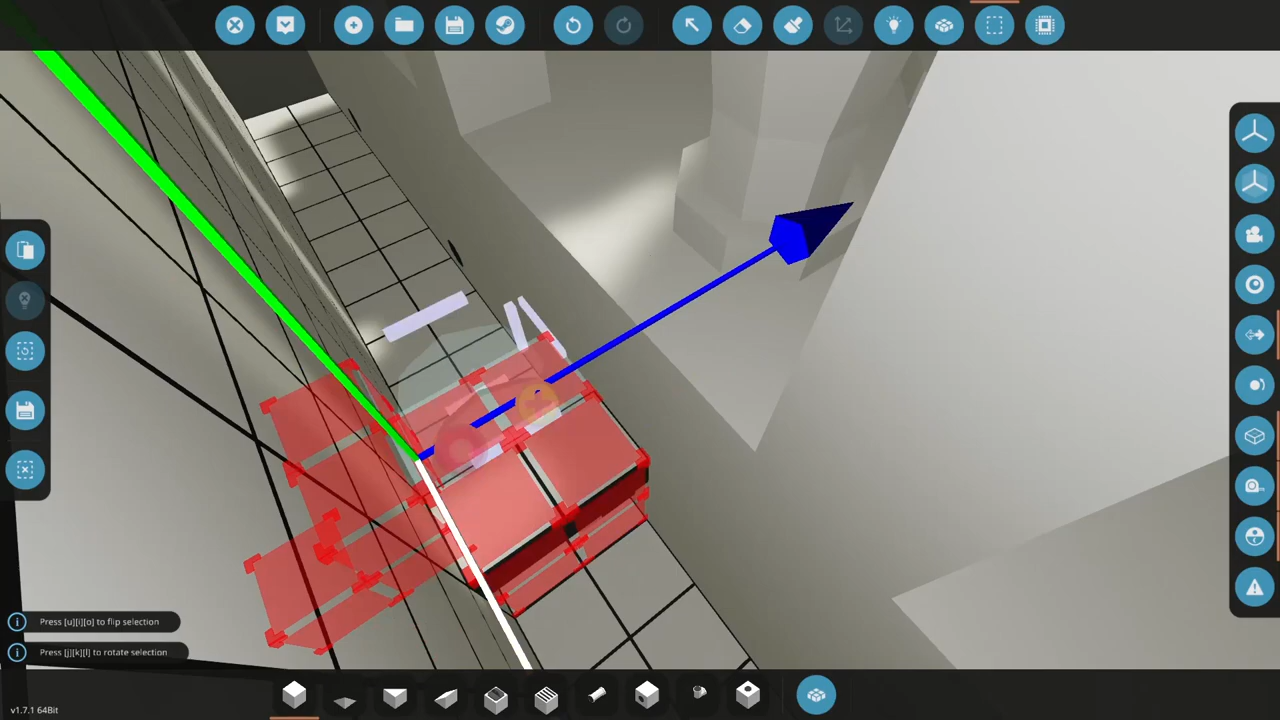 Press [u][i][o] to flip selection
Press [j][k][l] to rotate selection
v1.7.1 64Bit